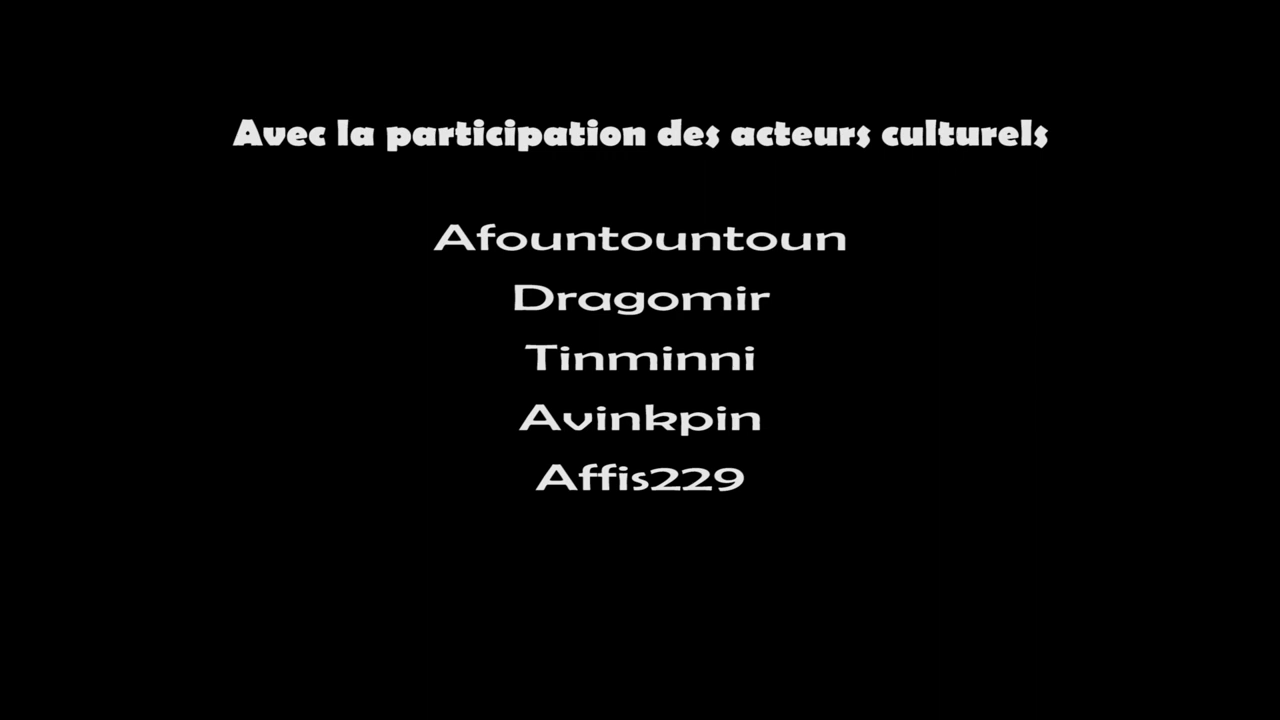 Avec la participation des acteurs culturels
Afountountoun
Dragomir
Tinminni
Avinkpin
Affis229